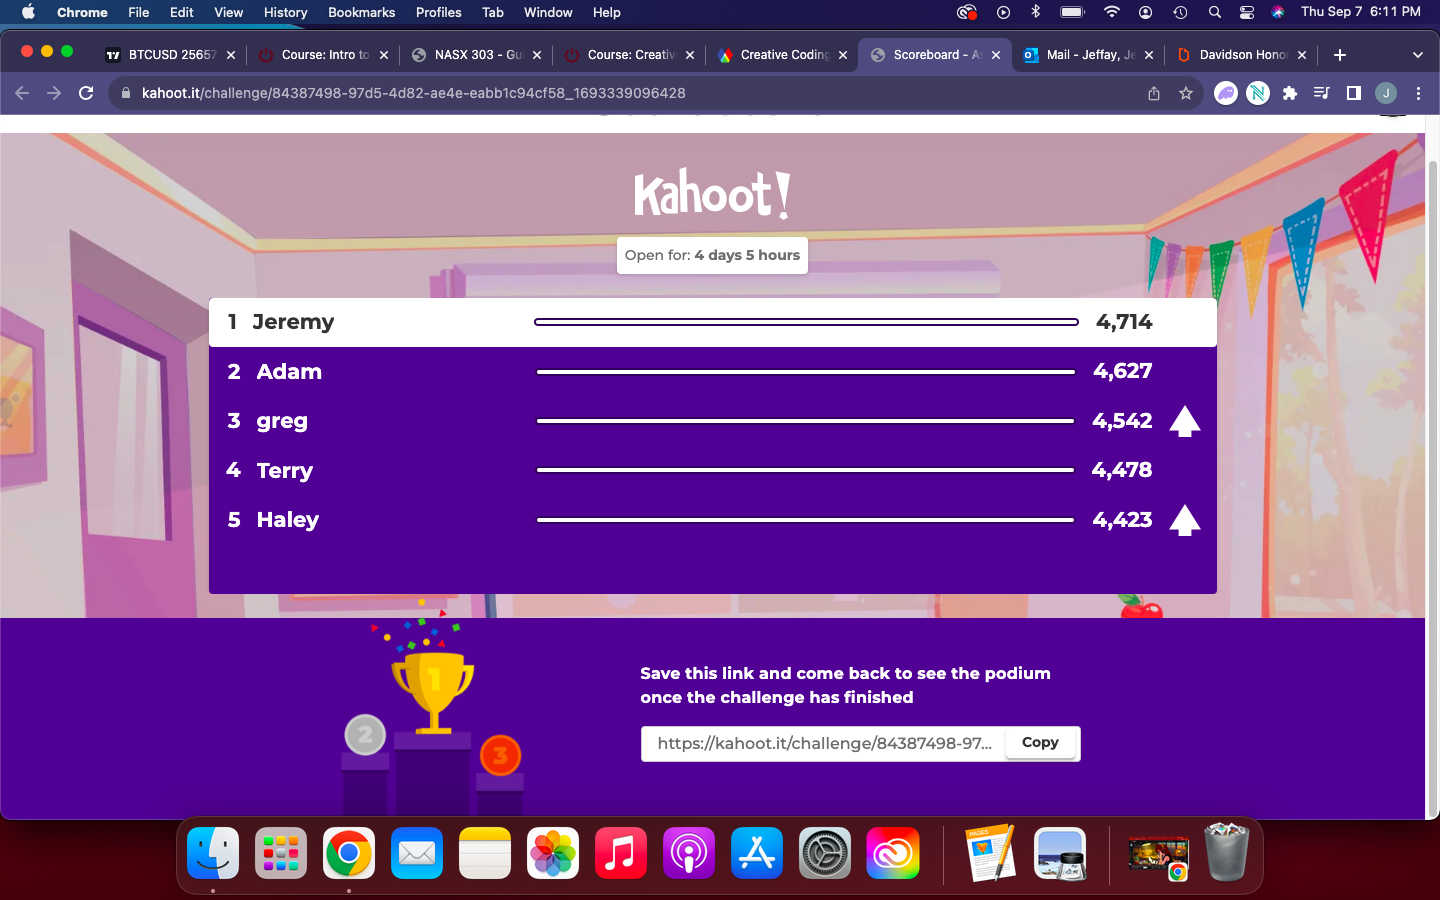 Chrome File Edit View History Bookmarks Profiles Tab Window Help Thu Sep 7 6:11 PM
BTCUSD 25657 Course: Intro to NASX 303 - Gu Course: Creativ Creative Coding Scoreboard - As Mail - Jeffay, Je Davidson Honor
kahoot.it/challenge/84387498-97d5-4d82-ae4e-eabb1c94cf58_1693339096428
J
Kahoot!
Open for: 4 days 5 hours
1 Jeremy 4,714
2 Adam 4,627
3 greg 4,542
4 Terry 4,478
5 Haley 4,423
1
2
3
Save this link and come back to see the podium
once the challenge has finished
https://kahoot.it/challenge/84387498-97... Copy
PAGES